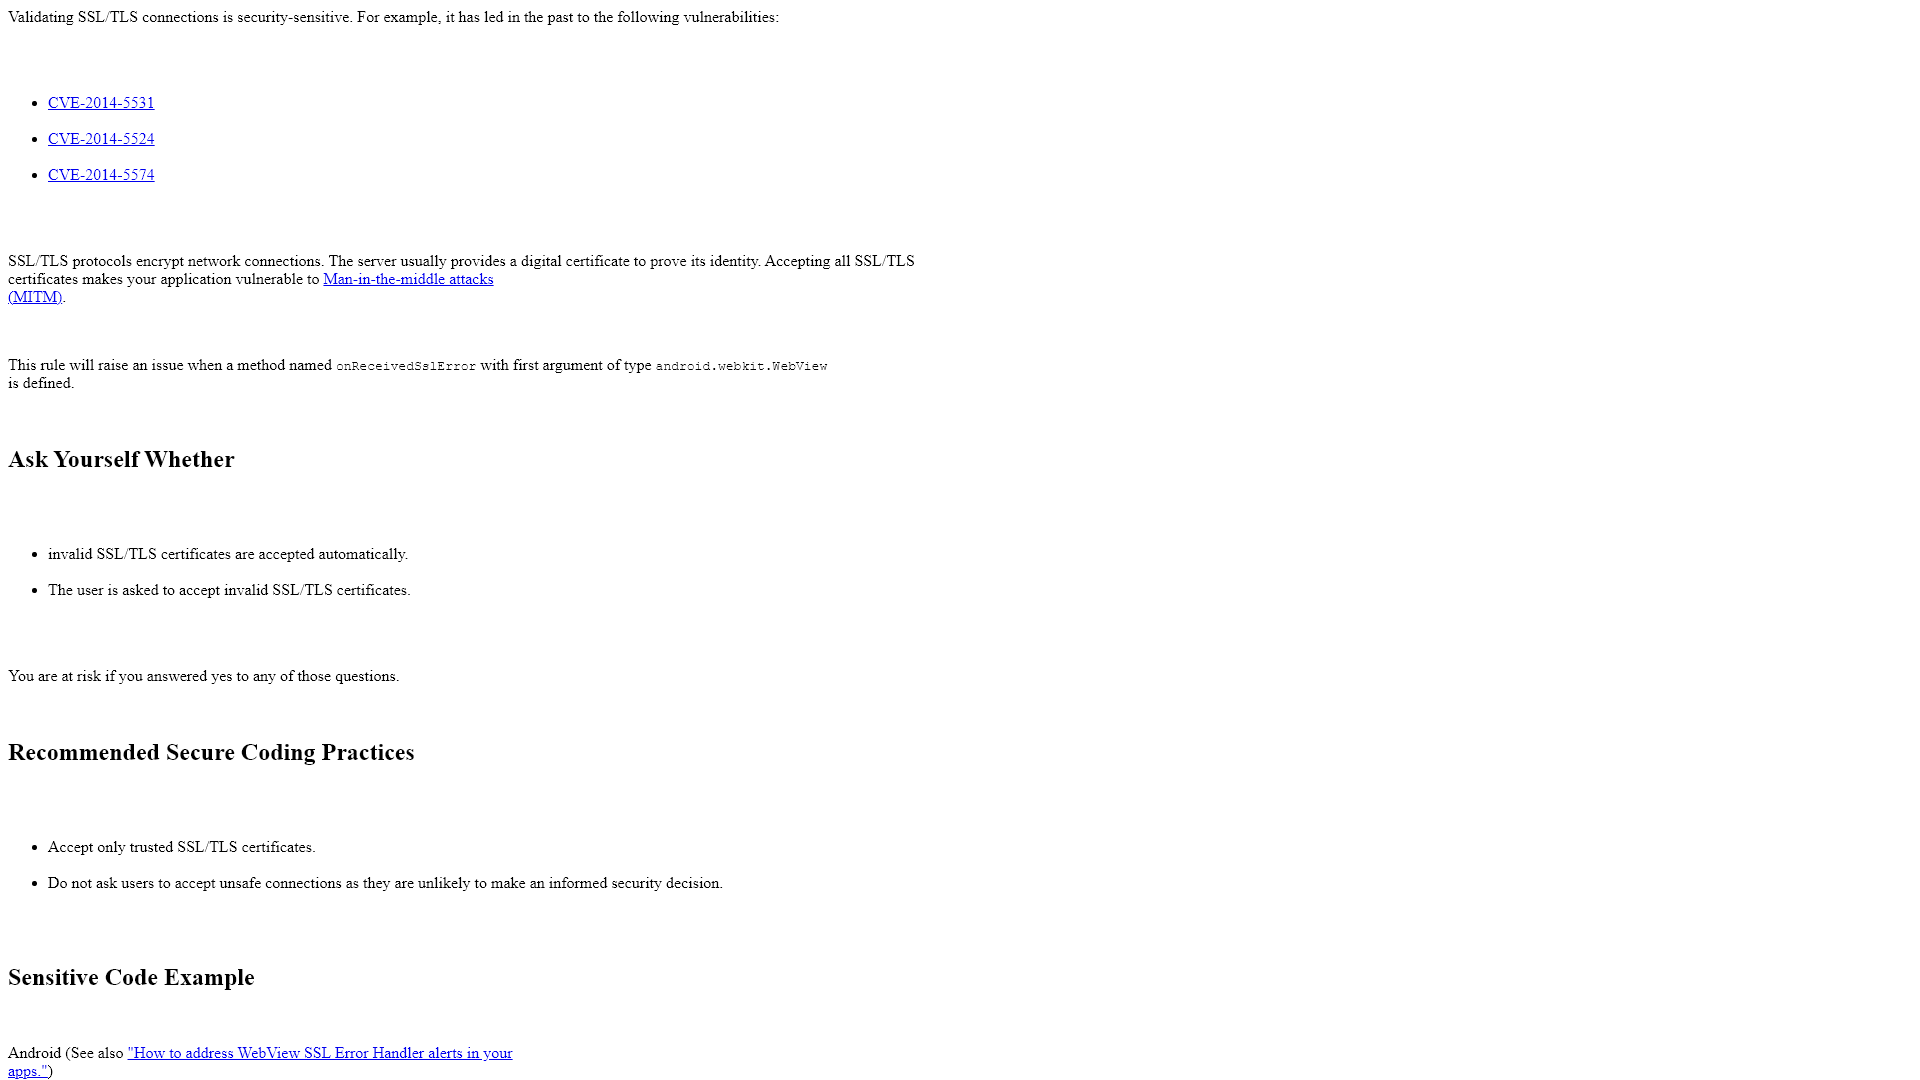 Validating SSL/TLS connections is security-sensitive. For example, it has led in the past to the following vulnerabilities:
• CVE-2014-5531
• CVE-2014-5524
• CVE-2014-5574
SSL/TLS protocols encrypt network connections. The server usually provides a digital certificate to prove its identity. Accepting all SSL/TLS
certificates makes your application vulnerable to Man-in-the-middle attacks
(MITM).
This rule will raise an issue when a method named onReceivedSslError with first argument of type android.webkit.WebView
is defined.
Ask Yourself Whether
• invalid SSL/TLS certificates are accepted automatically.
• The user is asked to accept invalid SSL/TLS certificates.
You are at risk if you answered yes to any of those questions.
Recommended Secure Coding Practices
• Accept only trusted SSL/TLS certificates.
• Do not ask users to accept unsafe connections as they are unlikely to make an informed security decision.
Sensitive Code Example
Android (See also "How to address WebView SSL Error Handler alerts in your
apps.")